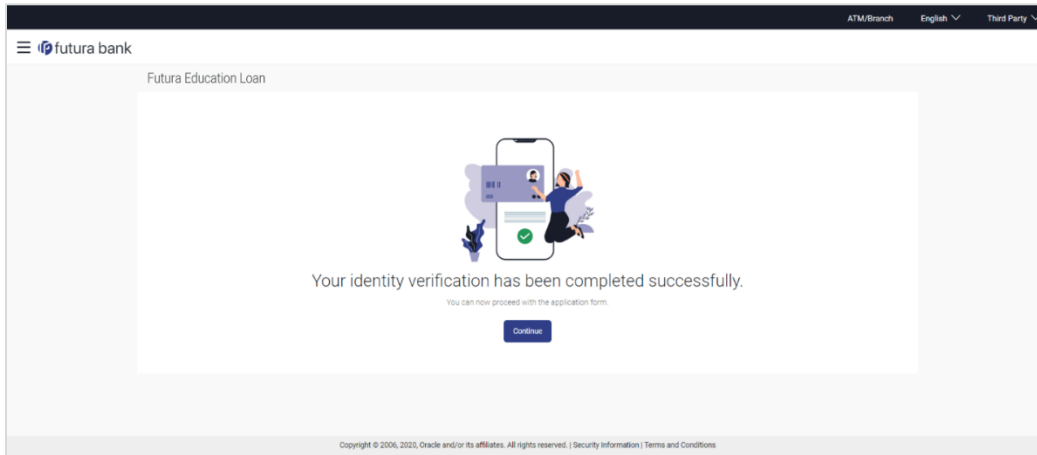 ATM/Branch English Third Party
futura bank
Futura Education Loan
Your identity verification has been completed successfully.
You can now proceed with the application form.
Continue
Copyright © 2006, 2020, Oracle and/or its affiliates. All rights reserved. | Security Information | Terms and Conditions